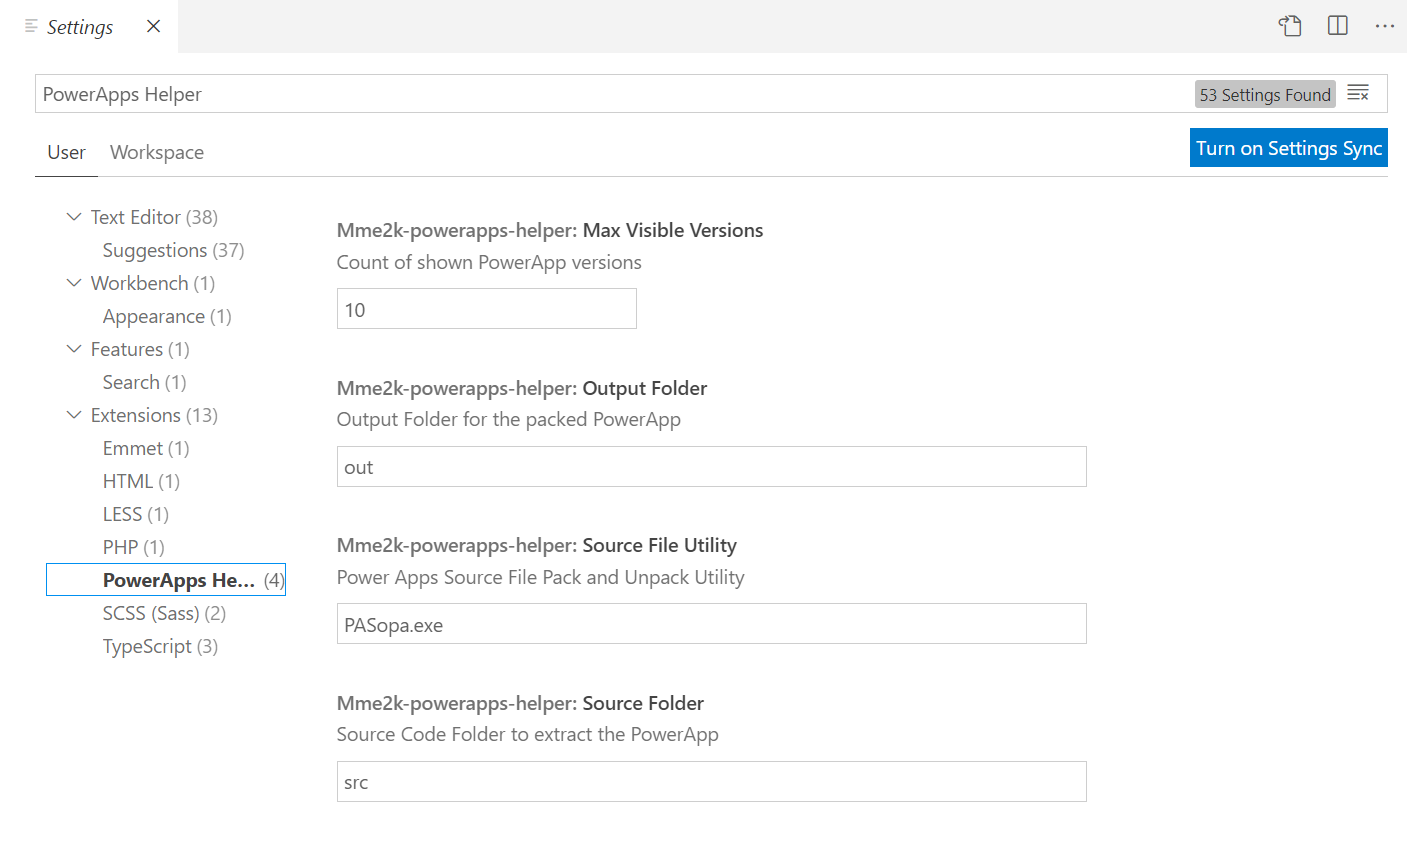 Settings
PowerApps Helper
53 Settings Found
User Workspace
Turn on Settings Sync
Text Editor (38)
Suggestions (37)
Workbench (1)
Appearance (1)
Features (1)
Search (1)
Extensions (13)
Emmet (1)
HTML (1)
LESS (1)
PHP (1)
PowerApps He... (4)
SCSS (Sass) (2)
TypeScript (3)
Mme2k-powerapps-helper: Max Visible Versions
Count of shown PowerApp versions
10
Mme2k-powerapps-helper: Output Folder
Output Folder for the packed PowerApp
out
Mme2k-powerapps-helper: Source File Utility
Power Apps Source File Pack and Unpack Utility
PASopa.exe
Mme2k-powerapps-helper: Source Folder
Source Code Folder to extract the PowerApp
src